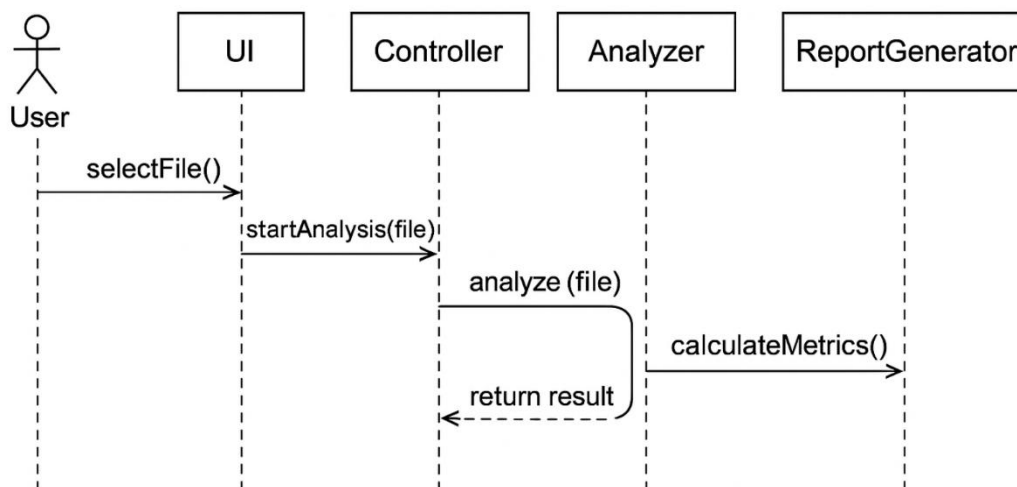 User
UI
Controller
Analyzer
ReportGenerator
selectFile()
startAnalysis(file)
analyze (file)
calculateMetrics()
return result